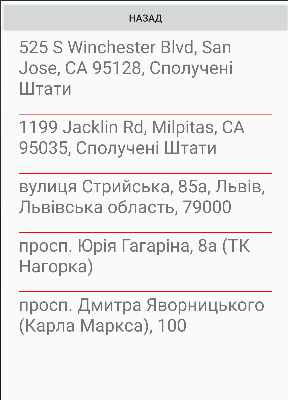 НАЗАД
525 S Winchester Blvd, San
Jose, CA 95128, Сполучені
Штати
1199 Jacklin Rd, Milpitas, CA
95035, Сполучені Штати
вулиця Стрийська, 85а, Львів,
Львівська область, 79000
просп. Юрія Гагаріна, 8а (ТК
Нагорка)
просп. Дмитра Яворницького
(Карла Маркса), 100